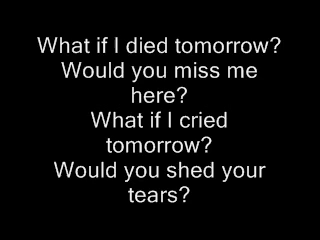 What if I died tomorrow?
Would you miss me
here?
What if I cried
tomorrow?
Would you shed your
tears?